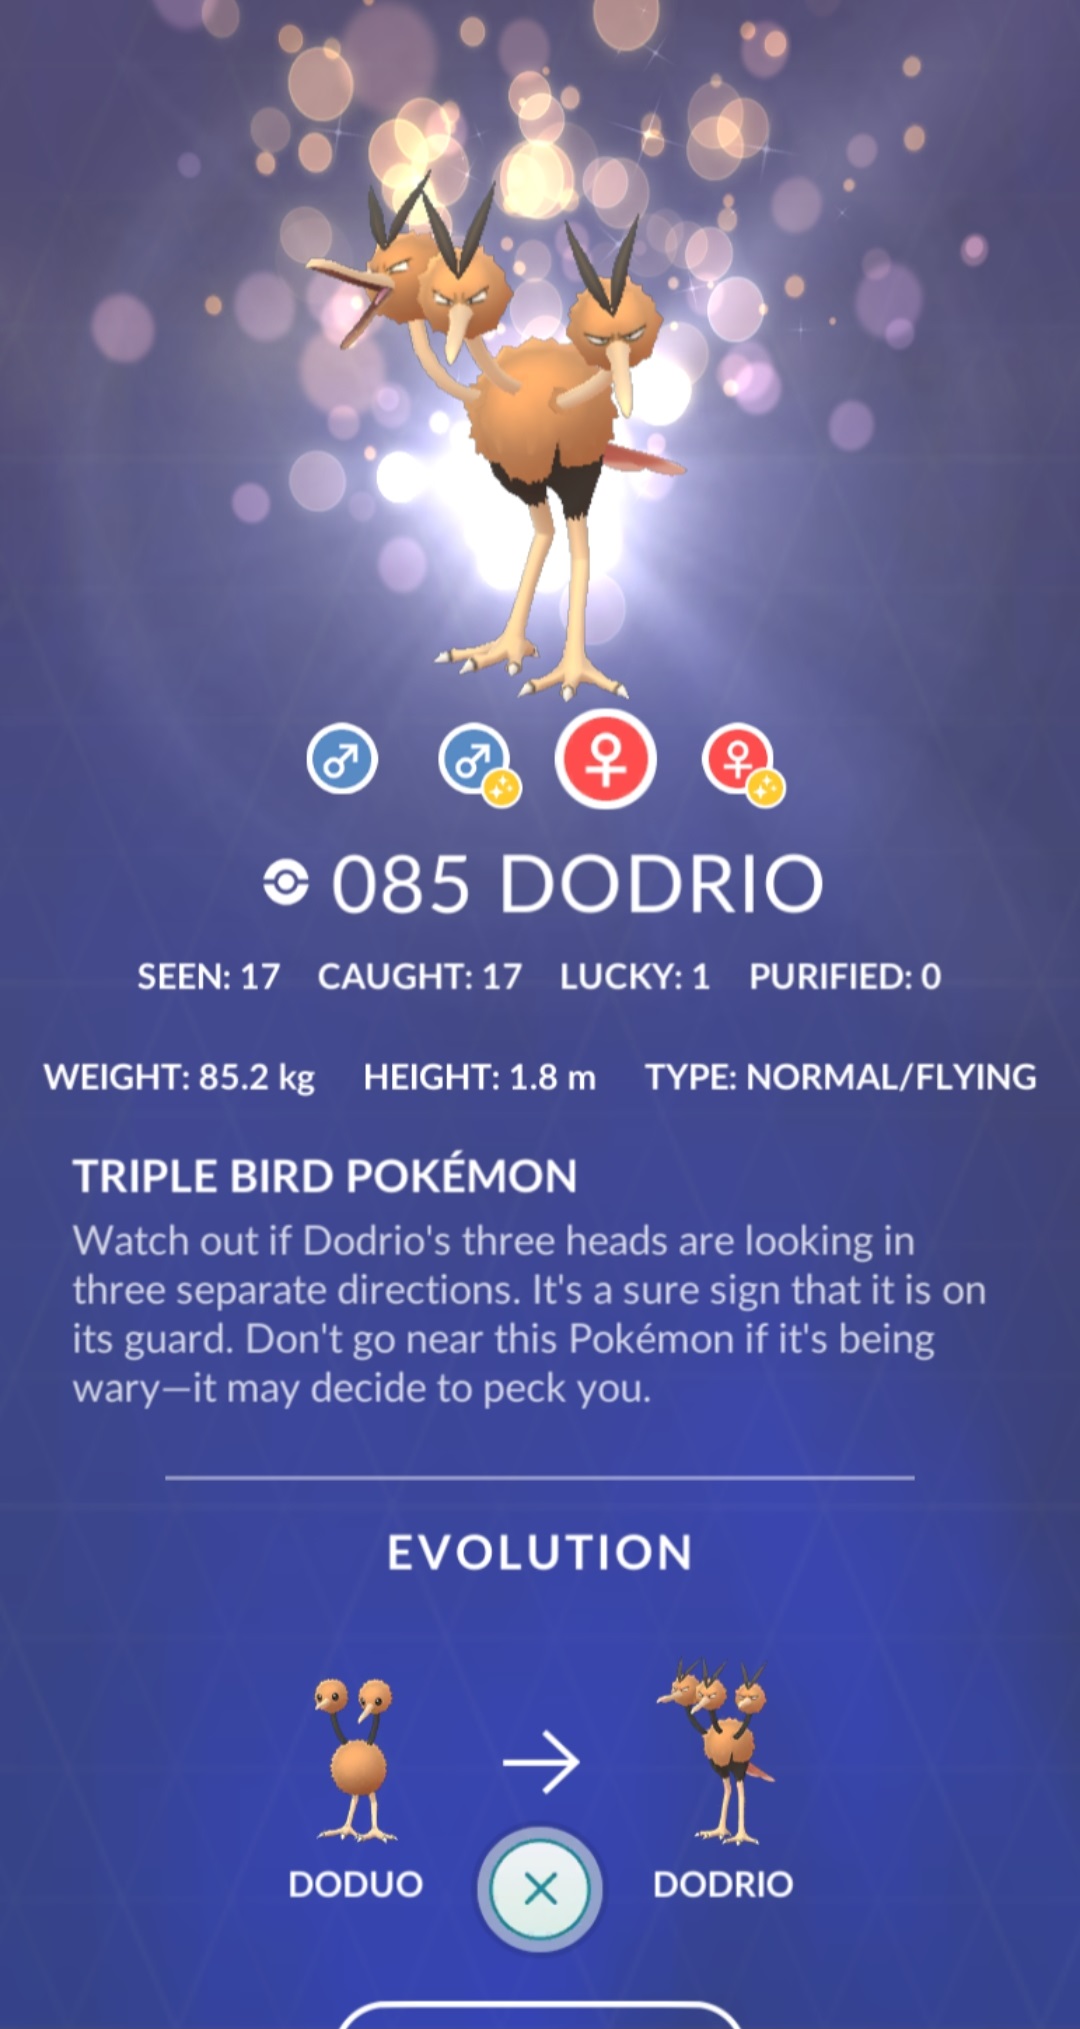 085 DODRIO
SEEN: 17 CAUGHT: 17 LUCKY: 1 PURIFIED: 0
WEIGHT: 85.2 kg HEIGHT: 1.8 m TYPE: NORMAL/FLYING
TRIPLE BIRD POKÉMON
Watch out if Dodrio's three heads are looking in
three separate directions. It's a sure sign that it is on
its guard. Don't go near this Pokémon if it's being
wary—it may decide to peck you.
EVOLUTION
DODUO DODRIO